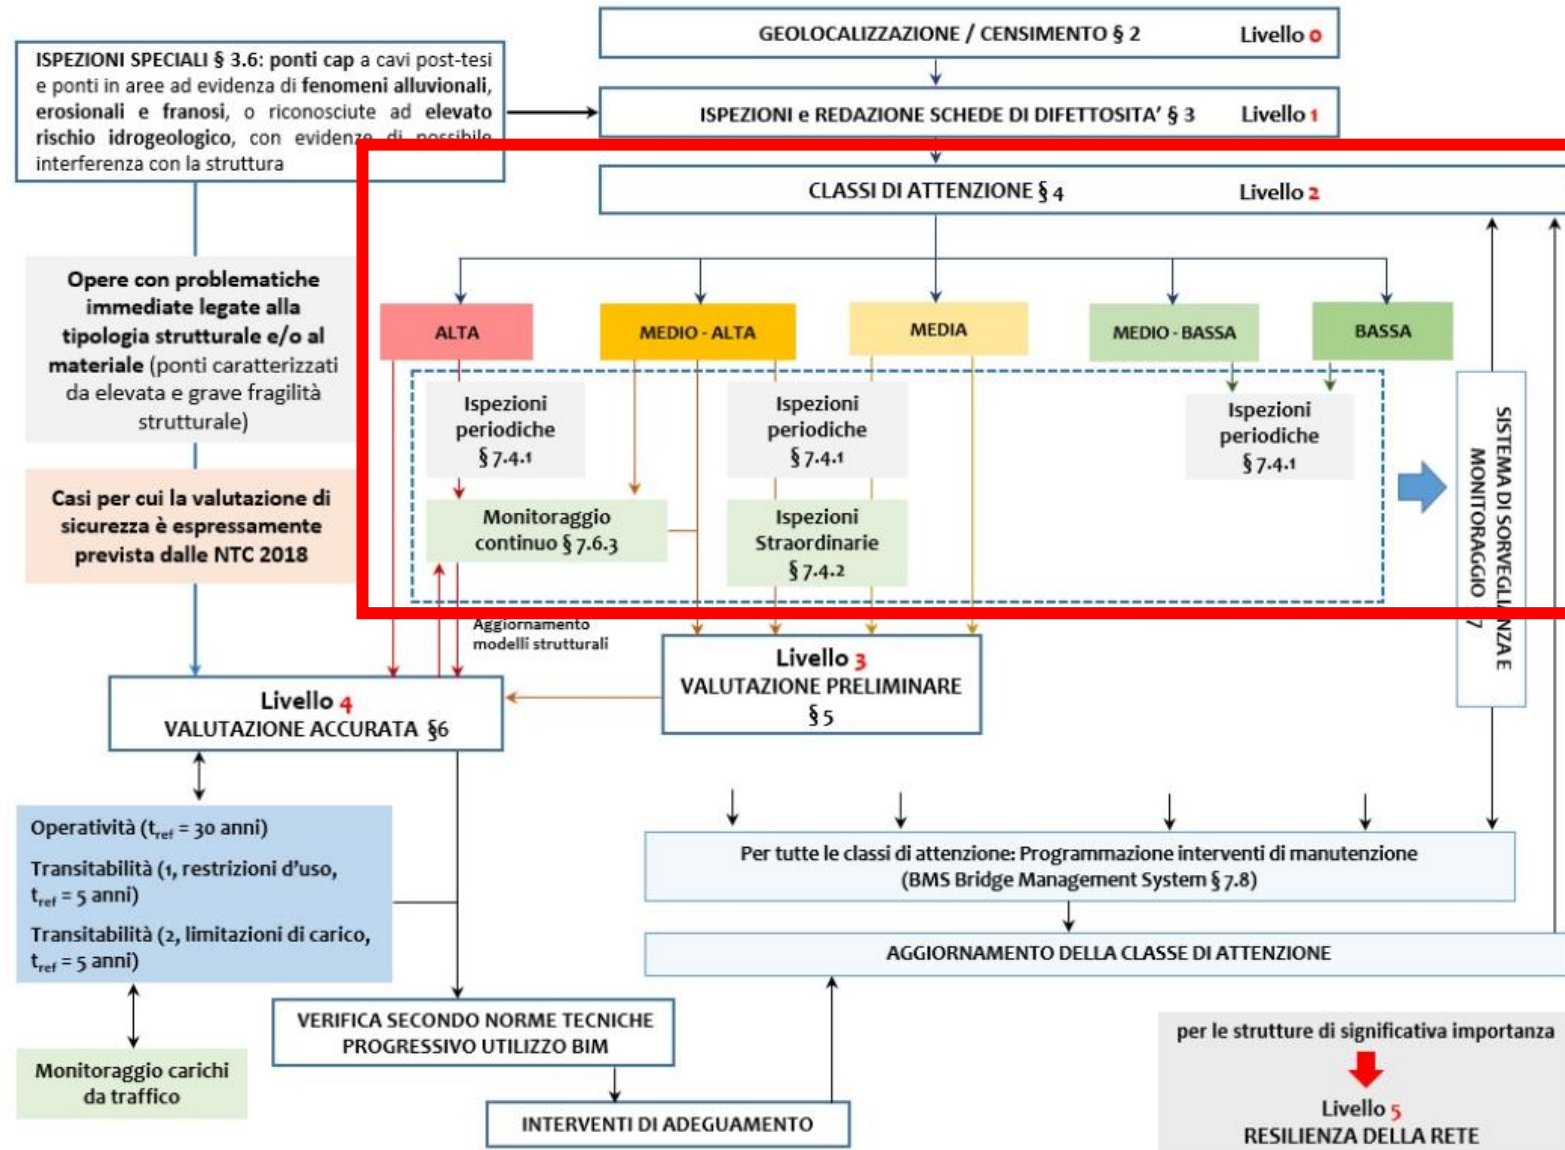 GEOLOCALIZZAZIONE / CENSIMENTO § 2 Livello 0
ISPEZIONI SPECIALI § 3.6: ponti cap a cavi post-tesi
e ponti in aree ad evidenza di fenomeni alluvionali,
erosionali e franosi, o riconosciute ad elevato
rischio idrogeologico, con evidenze di possibile
interferenza con la struttura
ISPEZIONI e REDAZIONE SCHEDE DI DIFETTOSITA’ § 3 Livello 1
CLASSI DI ATTENZIONE § 4 Livello 2
Opere con problematiche
immediate legate alla
tipologia strutturale e/o al
materiale (ponti caratterizzati
da elevata e grave fragilità
strutturale)
ALTA
MEDIO - ALTA
MEDIA
MEDIO - BASSA
BASSA
Ispezioni
periodiche
§ 7.4.1
Ispezioni
periodiche
§ 7.4.1
Ispezioni
periodiche
§ 7.4.1
Casi per cui la valutazione di
sicurezza è espressamente
prevista dalle NTC 2018
Monitoraggio
continuo § 7.6.3
Ispezioni
Straordinarie
§ 7.4.2
SISTEMA DI SORVEGLIANZA E
MONITORAGGIO 7
Aggiornamento
modelli strutturali
Livello 3
VALUTAZIONE PRELIMINARE
§ 5
Livello 4
VALUTAZIONE ACCURATA §6
Operatività (tref = 30 anni)
Transitabilità (1, restrizioni d’uso,
tref = 5 anni)
Transitabilità (2, limitazioni di carico,
tref = 5 anni)
Per tutte le classi di attenzione: Programmazione interventi di manutenzione
(BMS Bridge Management System § 7.8)
AGGIORNAMENTO DELLA CLASSE DI ATTENZIONE
VERIFICA SECONDO NORME TECNICHE
PROGRESSIVO UTILIZZO BIM
Monitoraggio carichi
da traffico
INTERVENTI DI ADEGUAMENTO
per le strutture di significativa importanza
Livello 5
RESILIENZA DELLA RETE